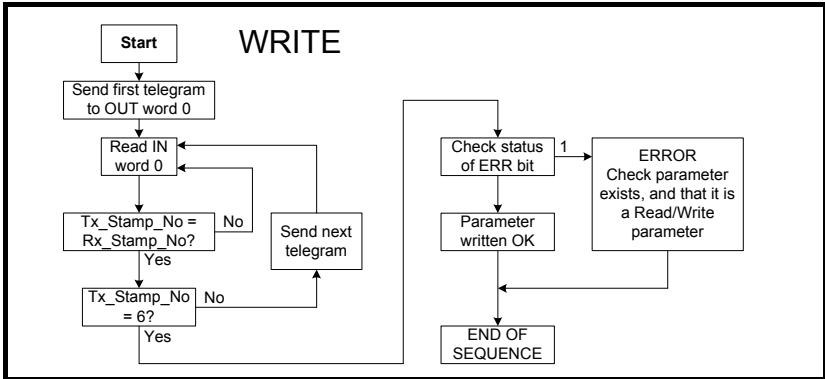 WRITE
Start
Send first telegram
to OUT word 0
Read IN
word 0
Tx_Stamp_No =
Rx_Stamp_No?
No
Yes
Send next
telegram
Tx_Stamp_No
= 6?
No
Yes
Check status
of ERR bit
1
ERROR
Check parameter
exists, and that it is
a Read/Write
parameter
Parameter
written OK
END OF
SEQUENCE